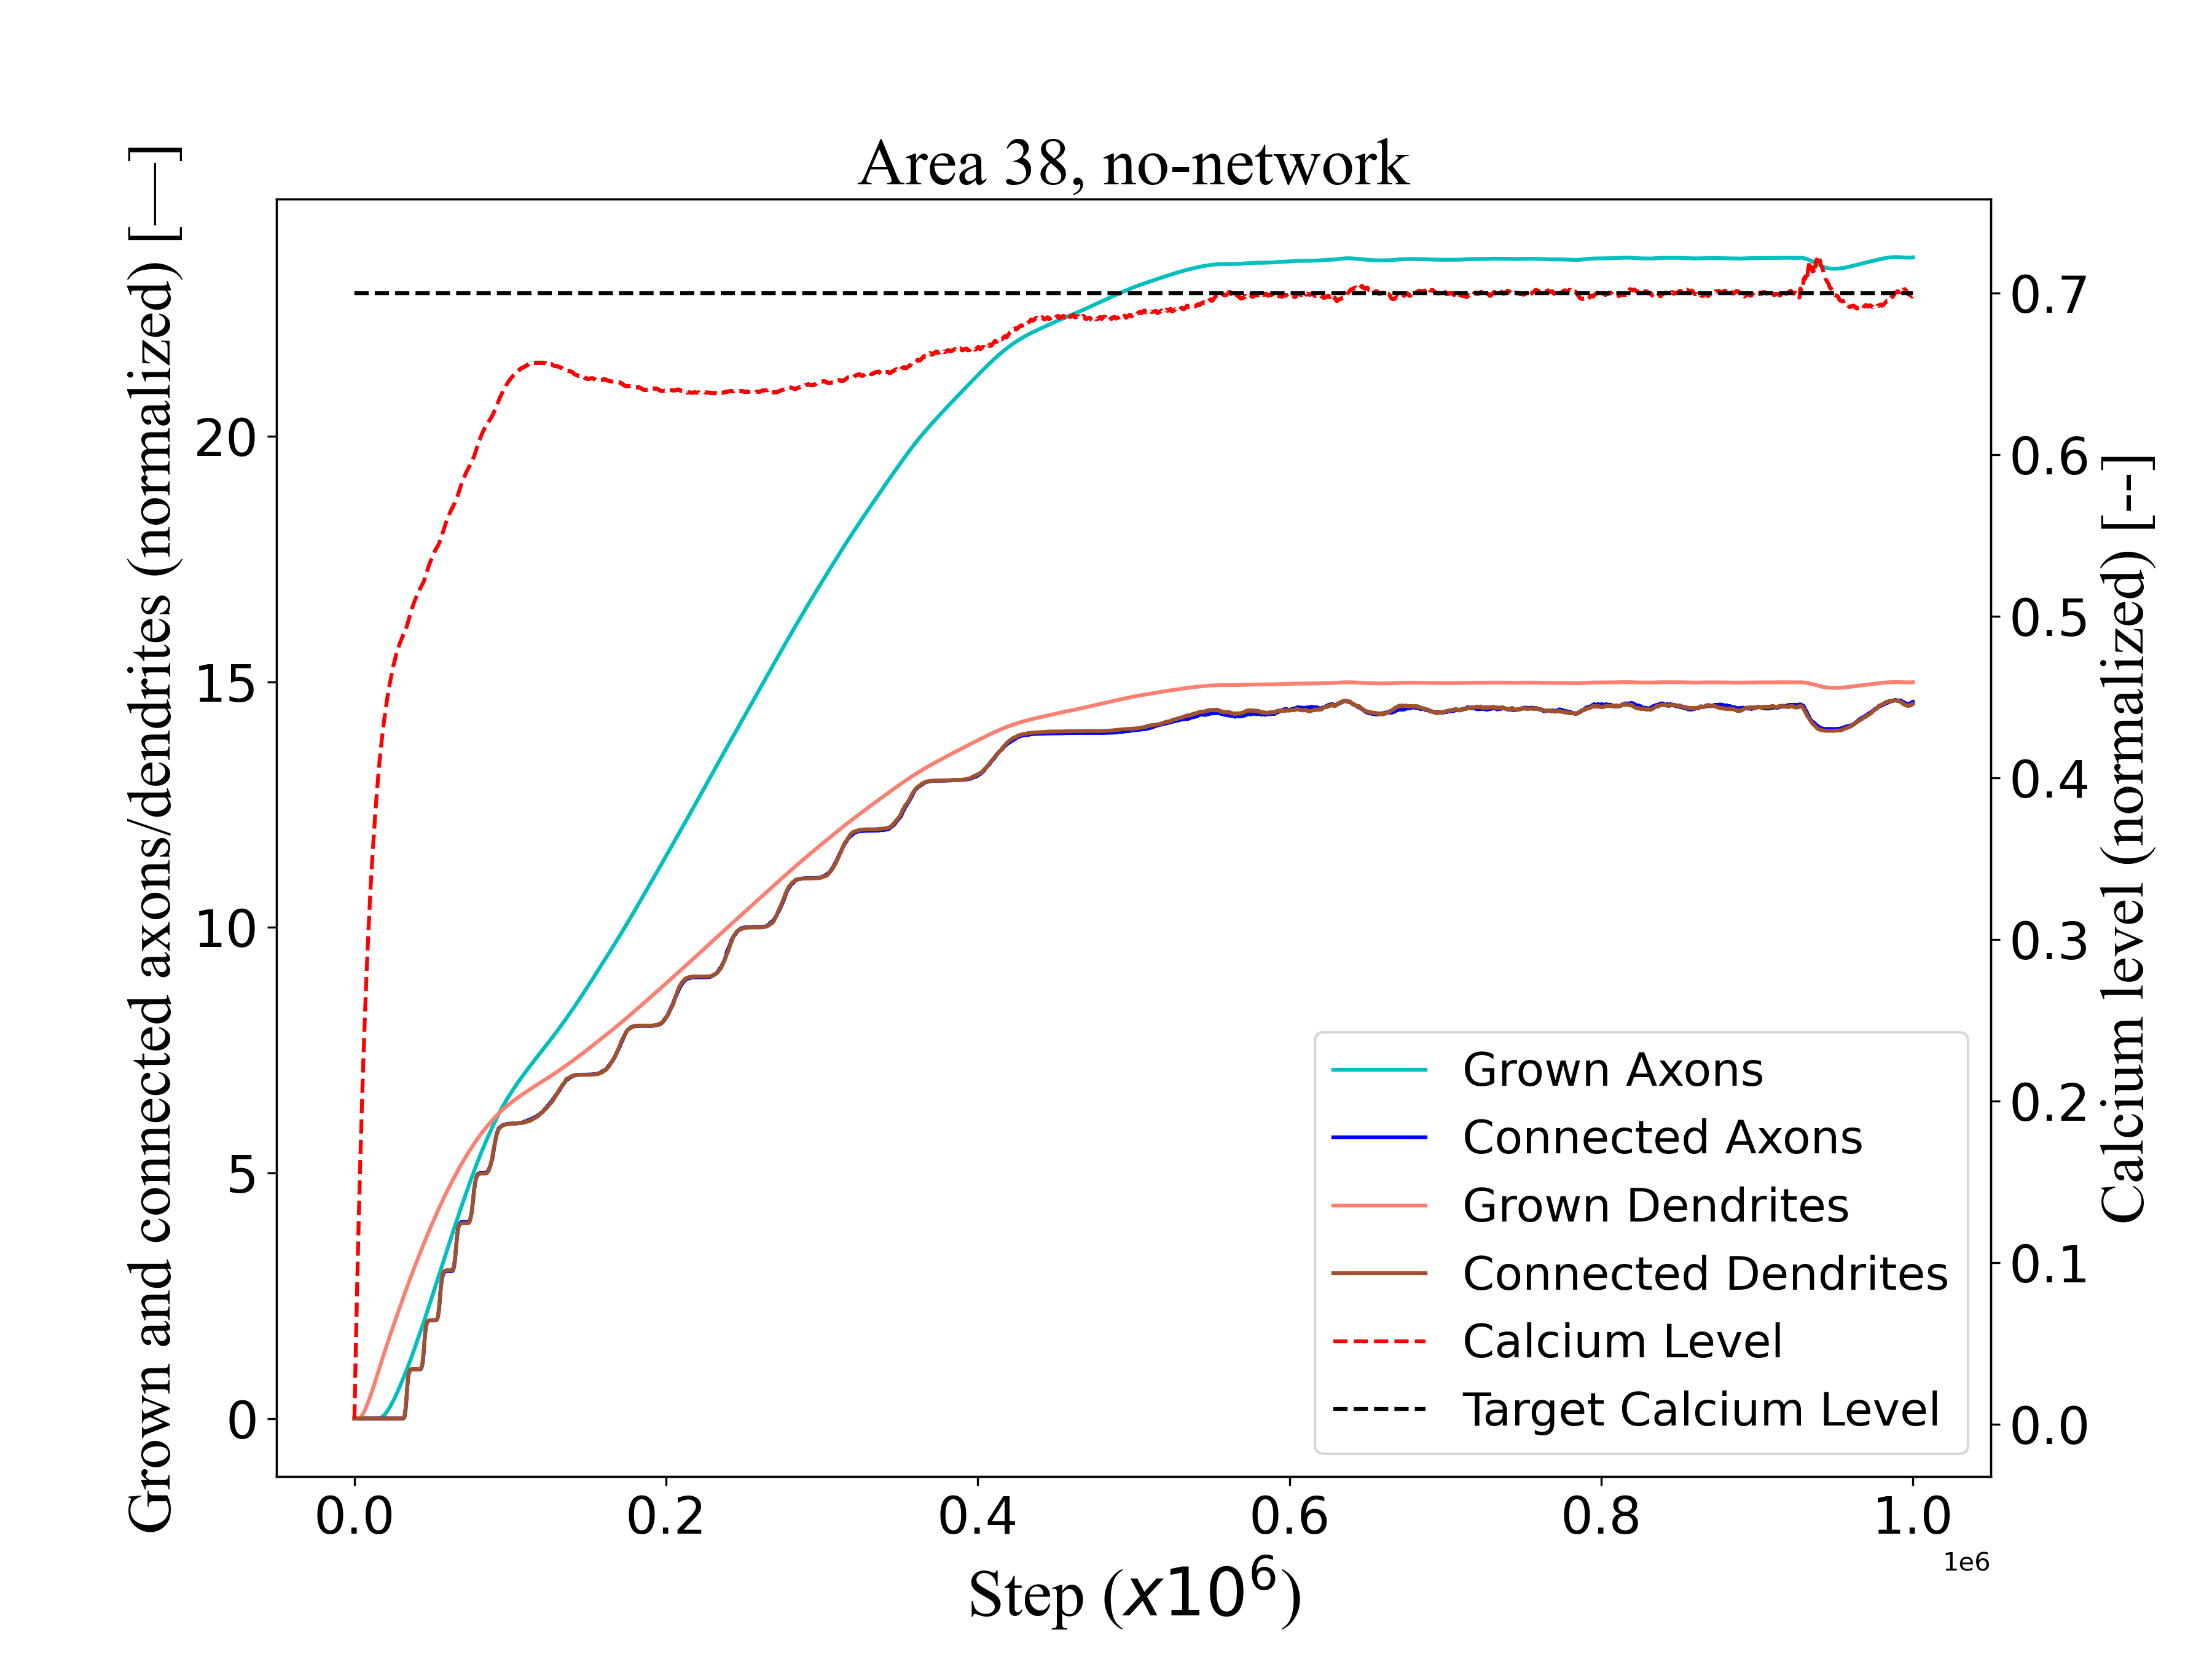 Area 38, no-network
Grown and connected axons/dendrites (normalized) [—]
20
15
10
5
0
0.7
0.6
0.5
0.4
0.3
0.2
0.1
0.0
Calcium level (normalized) [--]
Grown Axons
Connected Axons
Grown Dendrites
Connected Dendrites
Calcium Level
Target Calcium Level
0.0 0.2 0.4 0.6 0.8 1.0
1e6
Step (x10⁶)